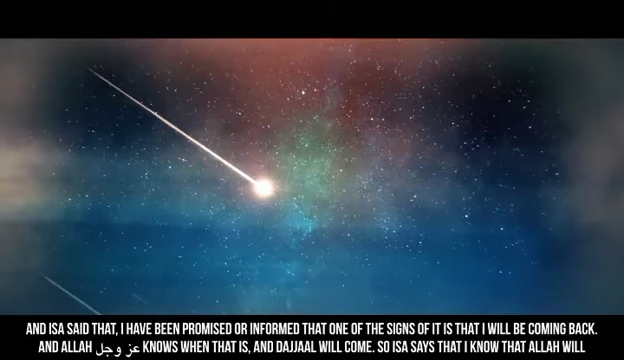 AND ISA SAID THAT, I HAVE BEEN PROMISED OR INFORMED THAT ONE OF THE SIGNS OF IT IS THAT I WILL BE COMING BACK.
AND ALLAH عز وجل KNOWS WHEN THAT IS, AND DAJJAAL WILL COME. SO ISA SAYS THAT I KNOW THAT ALLAH WILL